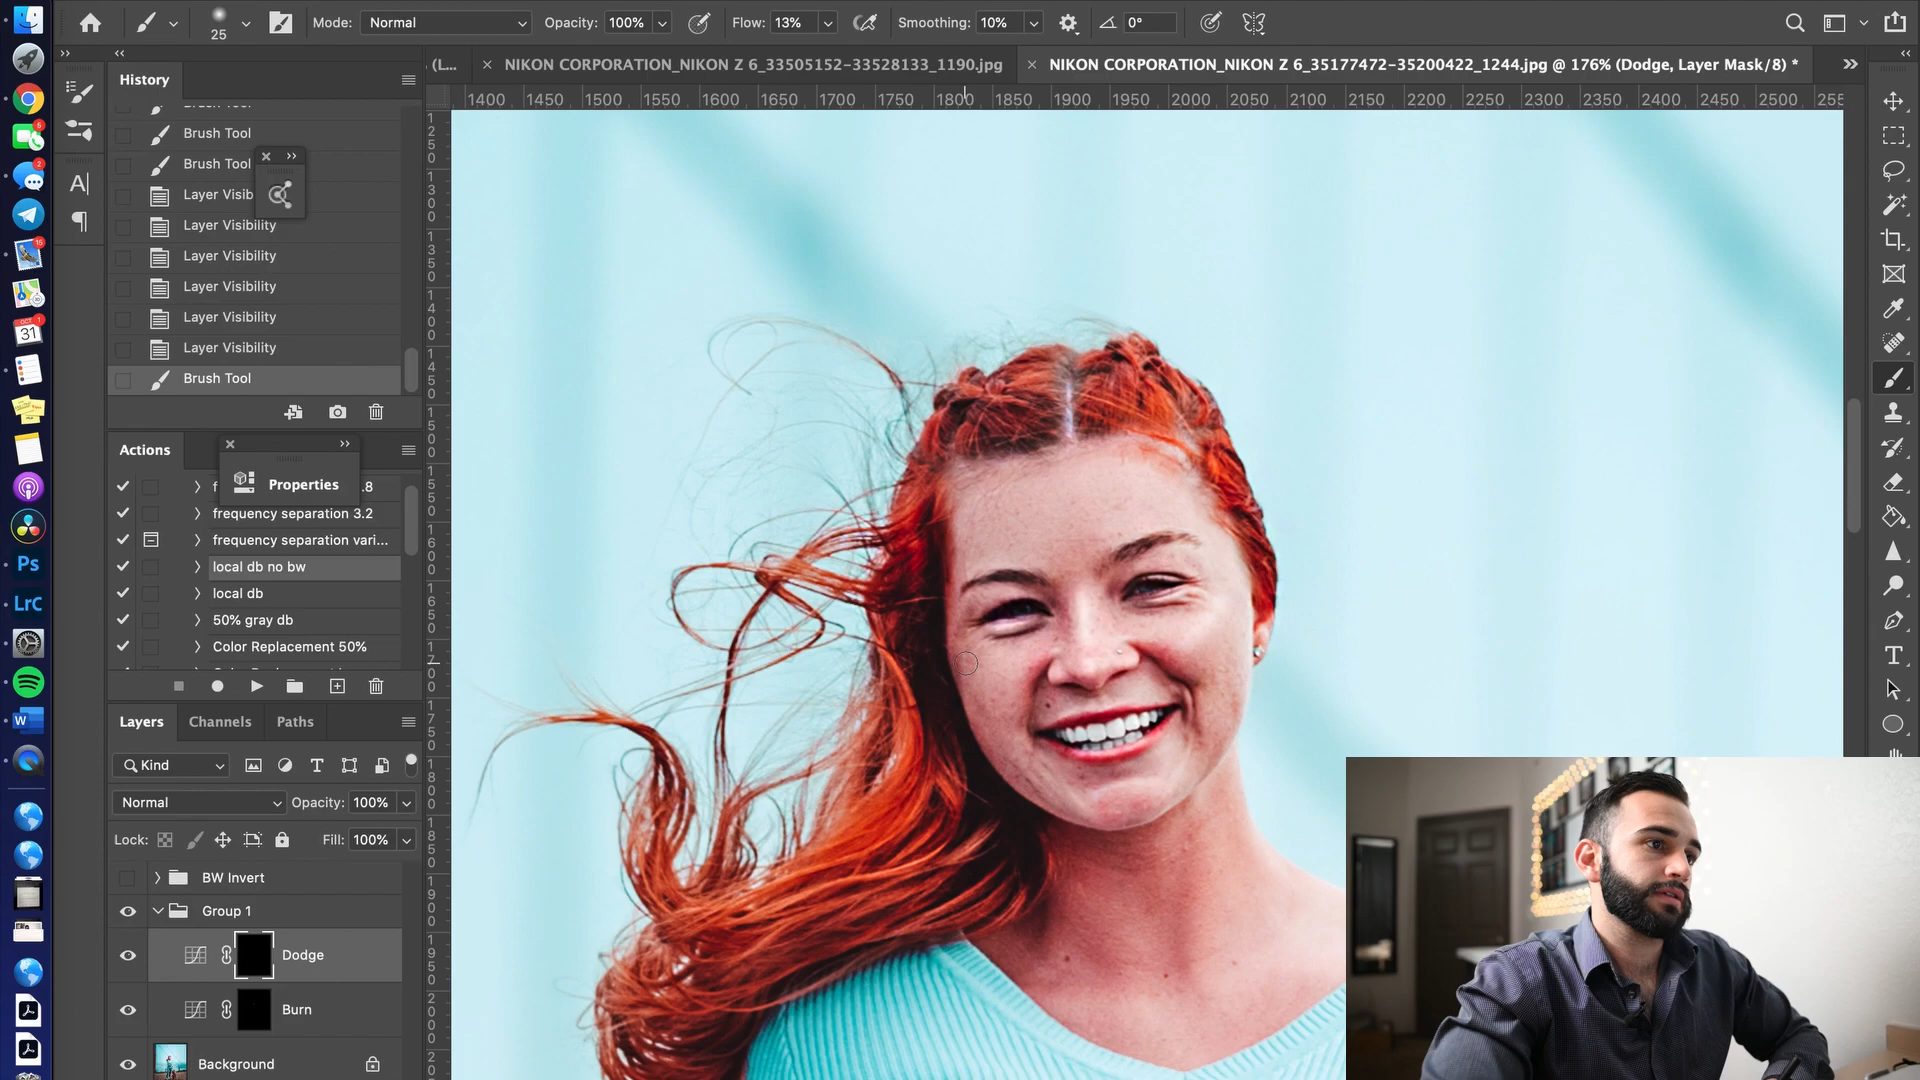 25
Mode: Normal
Opacity: 100%
Flow: 13%
Smoothing: 10%
0°
(L...
NIKON CORPORATION_NIKON Z 6_33505152-33528133_1190.jpg
NIKON CORPORATION_NIKON Z 6_35177472-35200422_1244.jpg @ 176% (Dodge, Layer Mask/8) *
1400 1450 1500 1550 1600 1650 1700 1750 1800 1850 1900 1950 2000 2050 2100 2150 2200 2250 2300 2350 2400 2450 2500
History
Brush Tool
Brush Tool
Layer Visib
Layer Visibility
Layer Visibility
Layer Visibility
Layer Visibility
Layer Visibility
Brush Tool
Actions
Properties
.8
frequency separation 3.2
frequency separation vari...
local db no bw
local db
50% gray db
Color Replacement 50%
Layers
Channels
Paths
Kind
Normal
Opacity: 100%
Lock:
Fill: 100%
BW Invert
Group 1
Dodge
Burn
Background
OCT
31
Ps
LrC
W